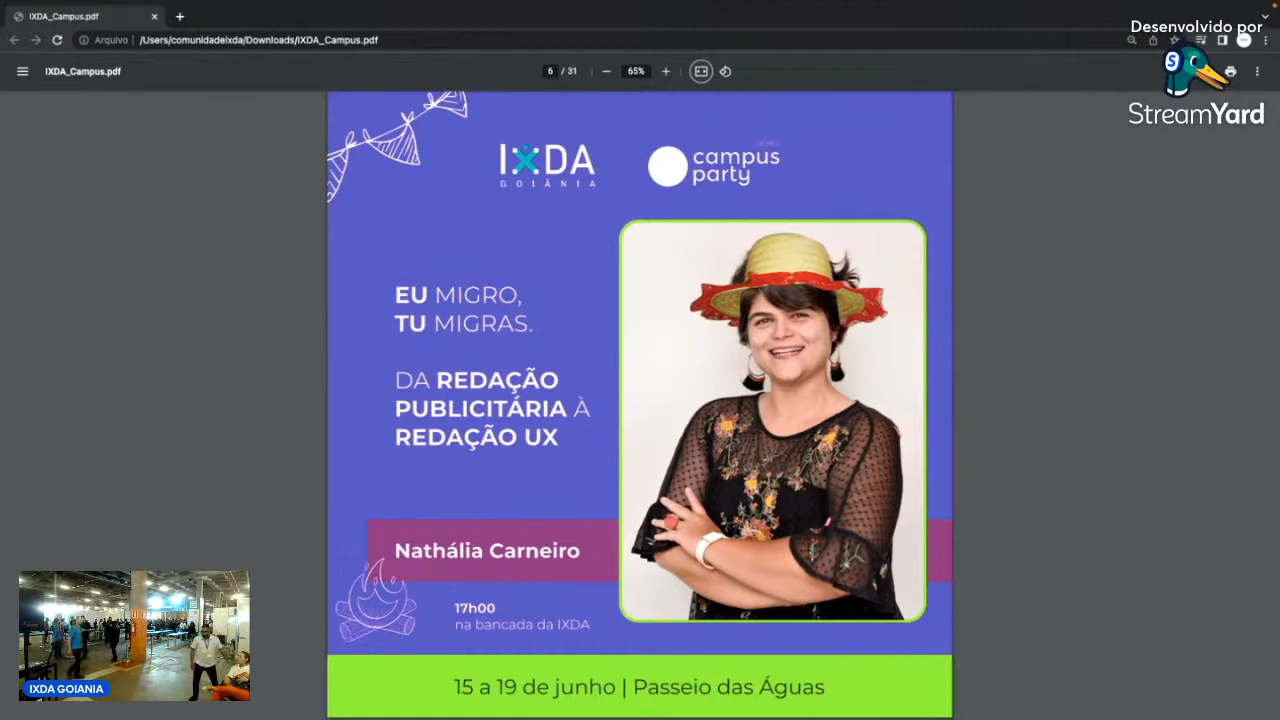 IXDA_Campus.pdf
Arquivo
/Users/comunidadeixda/Downloads/IXDA_Campus.pdf
Desenvolvido por
StreamYard
IXDA_Campus.pdf
6 / 31
65%
IXDA
GOIÂNIA
campus
party
EU MIGRO,
TU MIGRAS.
DA REDAÇÃO
PUBLICITÁRIA À
REDAÇÃO UX
Nathália Carneiro
17h00
na bancada da IXDA
15 a 19 de junho | Passeio das Águas
IXDA GOIANIA